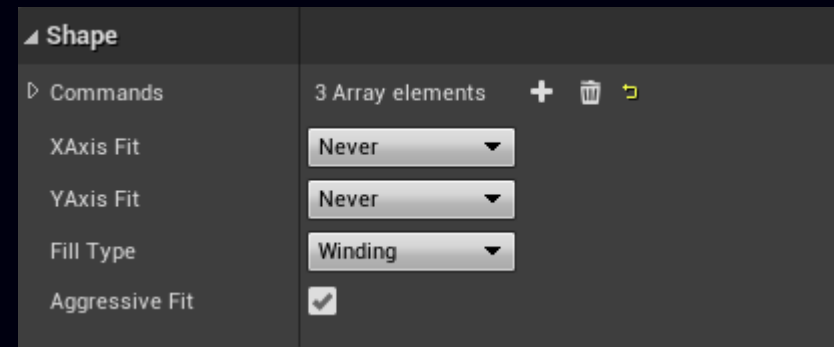 Shape
Commands 3 Array elements
XAxis Fit Never
YAxis Fit Never
Fill Type Winding
Aggressive Fit